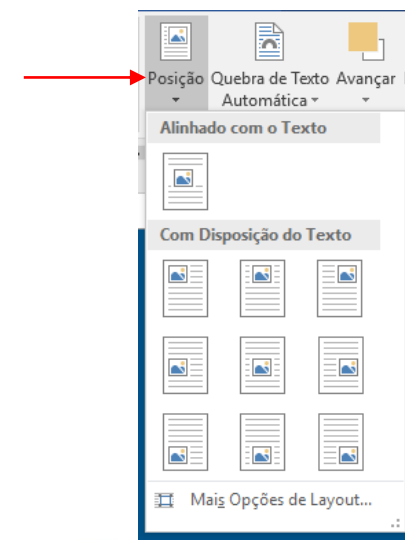 Posição Quebra de Texto Avançar
Automática
Alinhado com o Texto
Com Disposição do Texto
Mais Opções de Layout...